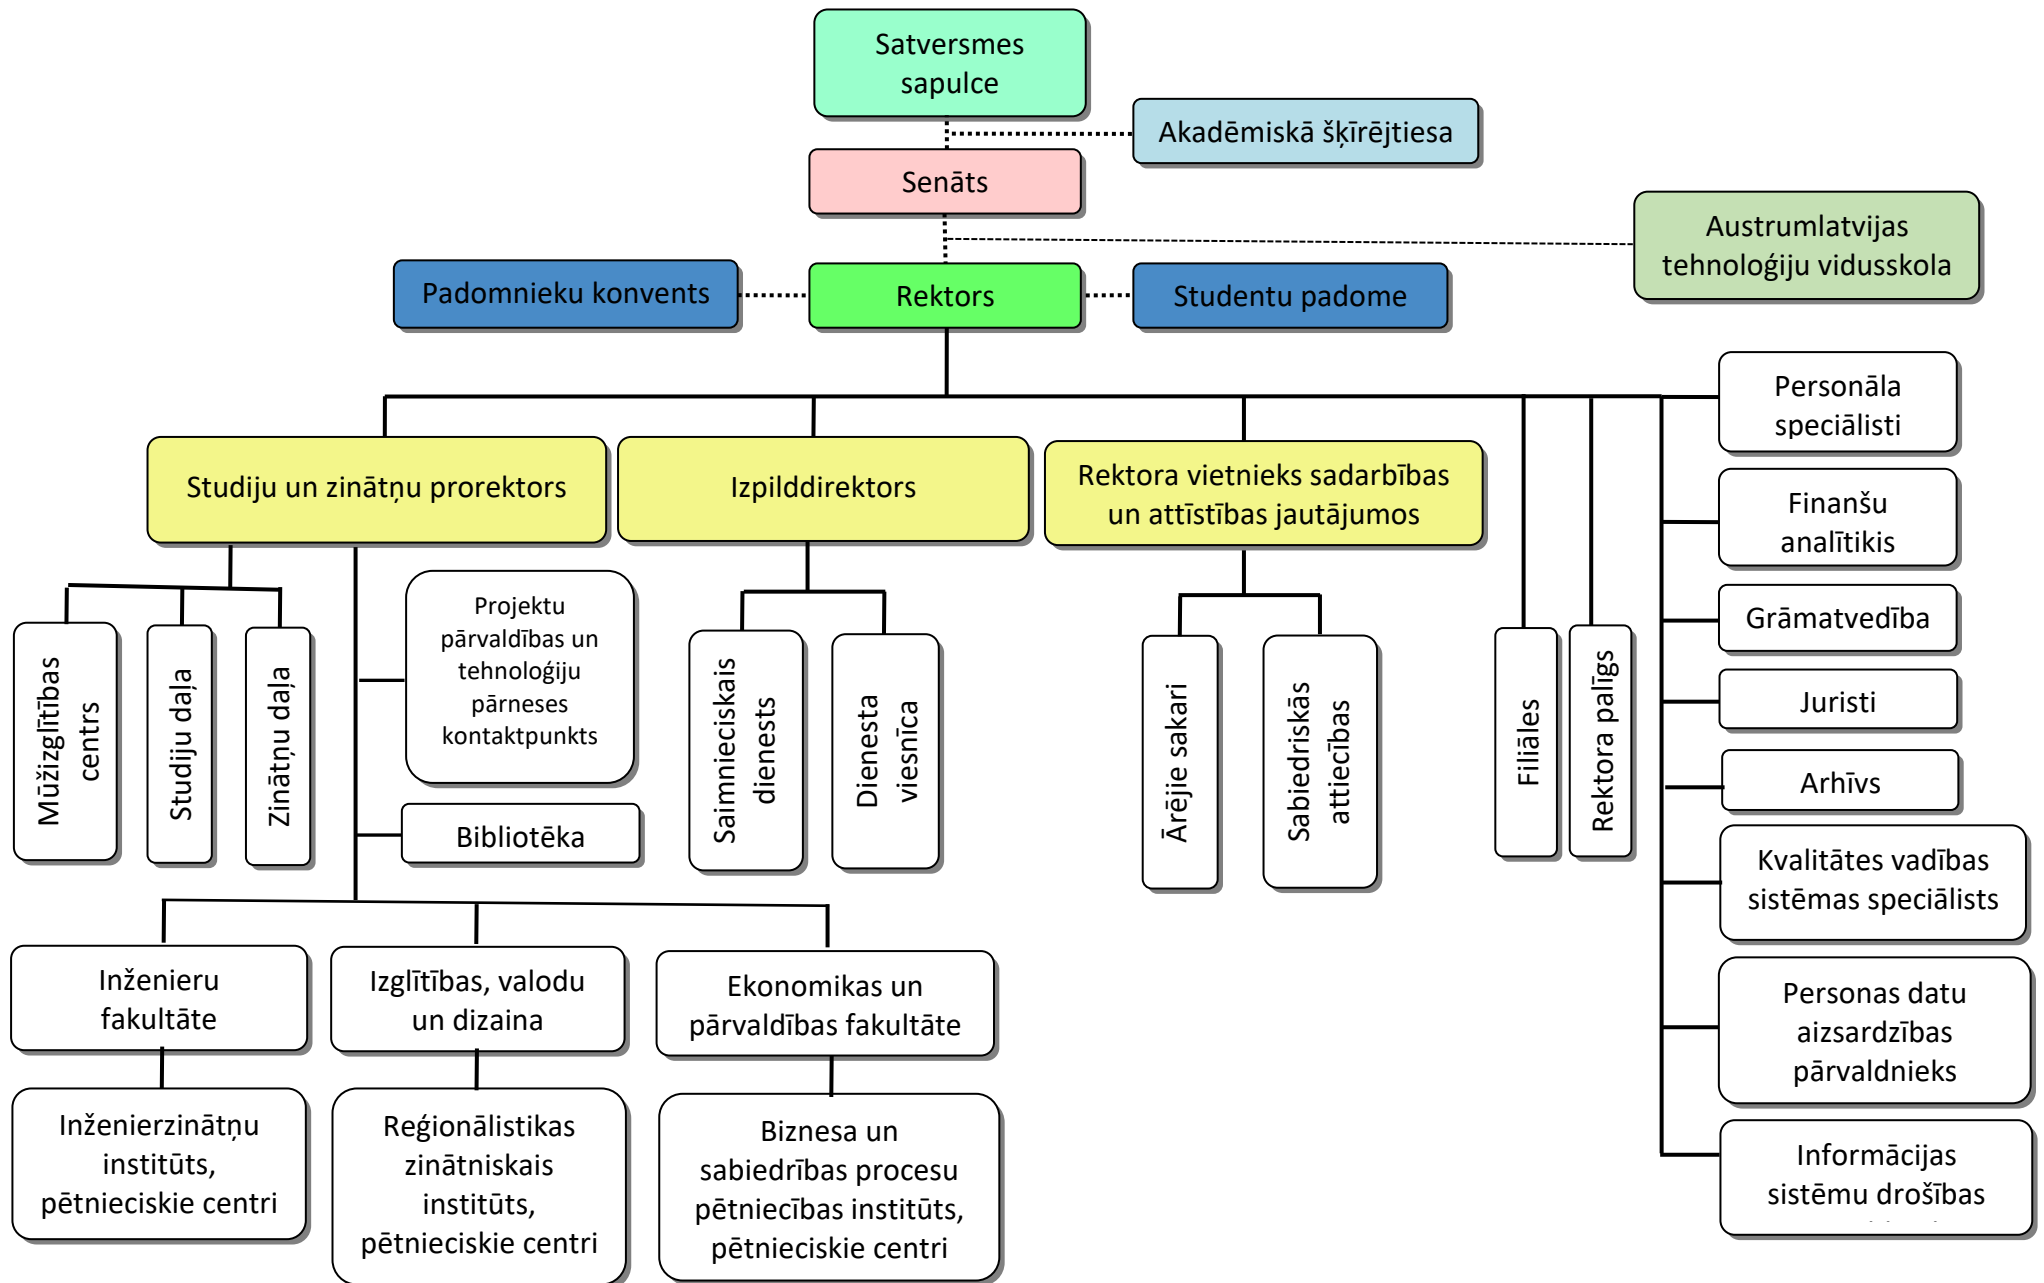 Satversmes
sapulce
Akadēmiskā šķīrējtiesa
Senāts
Austrumlatvijas
tehnoloģiju vidusskola
Padomnieku konvents
Rektors
Studentu padome
Personāla
speciālisti
Studiju un zinātņu prorektors
Izpilddirektors
Rektora vietnieks sadarbības
un attīstības jautājumos
Finanšu
analītikis
Grāmatvedība
Juristi
Arhīvs
Kvalitātes vadības
sistēmas speciālists
Personas datu
aizsardzības
pārvaldnieks
Informācijas
sistēmu drošības
Mūžizglītības
centrs
Studiju daļa
Zinātņu daļa
Projektu
pārvaldības un
tehnoloģiju
pārneses
kontaktpunkts
Bibliotēka
Saimnieciskais
dienests
Dienesta
viesnīca
Ārējie sakari
Sabiedriskās
attiecības
Filiāles
Rektora palīgs
Inženieru
fakultāte
Izglītības, valodu
un dizaina
Ekonomikas un
pārvaldības fakultāte
Inženierzinātņu
institūts,
pētnieciskie centri
Reģionālistikas
zinātniskais
institūts,
pētnieciskie centri
Biznesa un
sabiedrības procesu
pētniecības institūts,
pētnieciskie centri